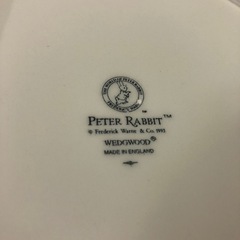 PETER RABBIT™
© Frederick Warne & Co. 1993
WEDGWOOD®
MADE IN ENGLAND